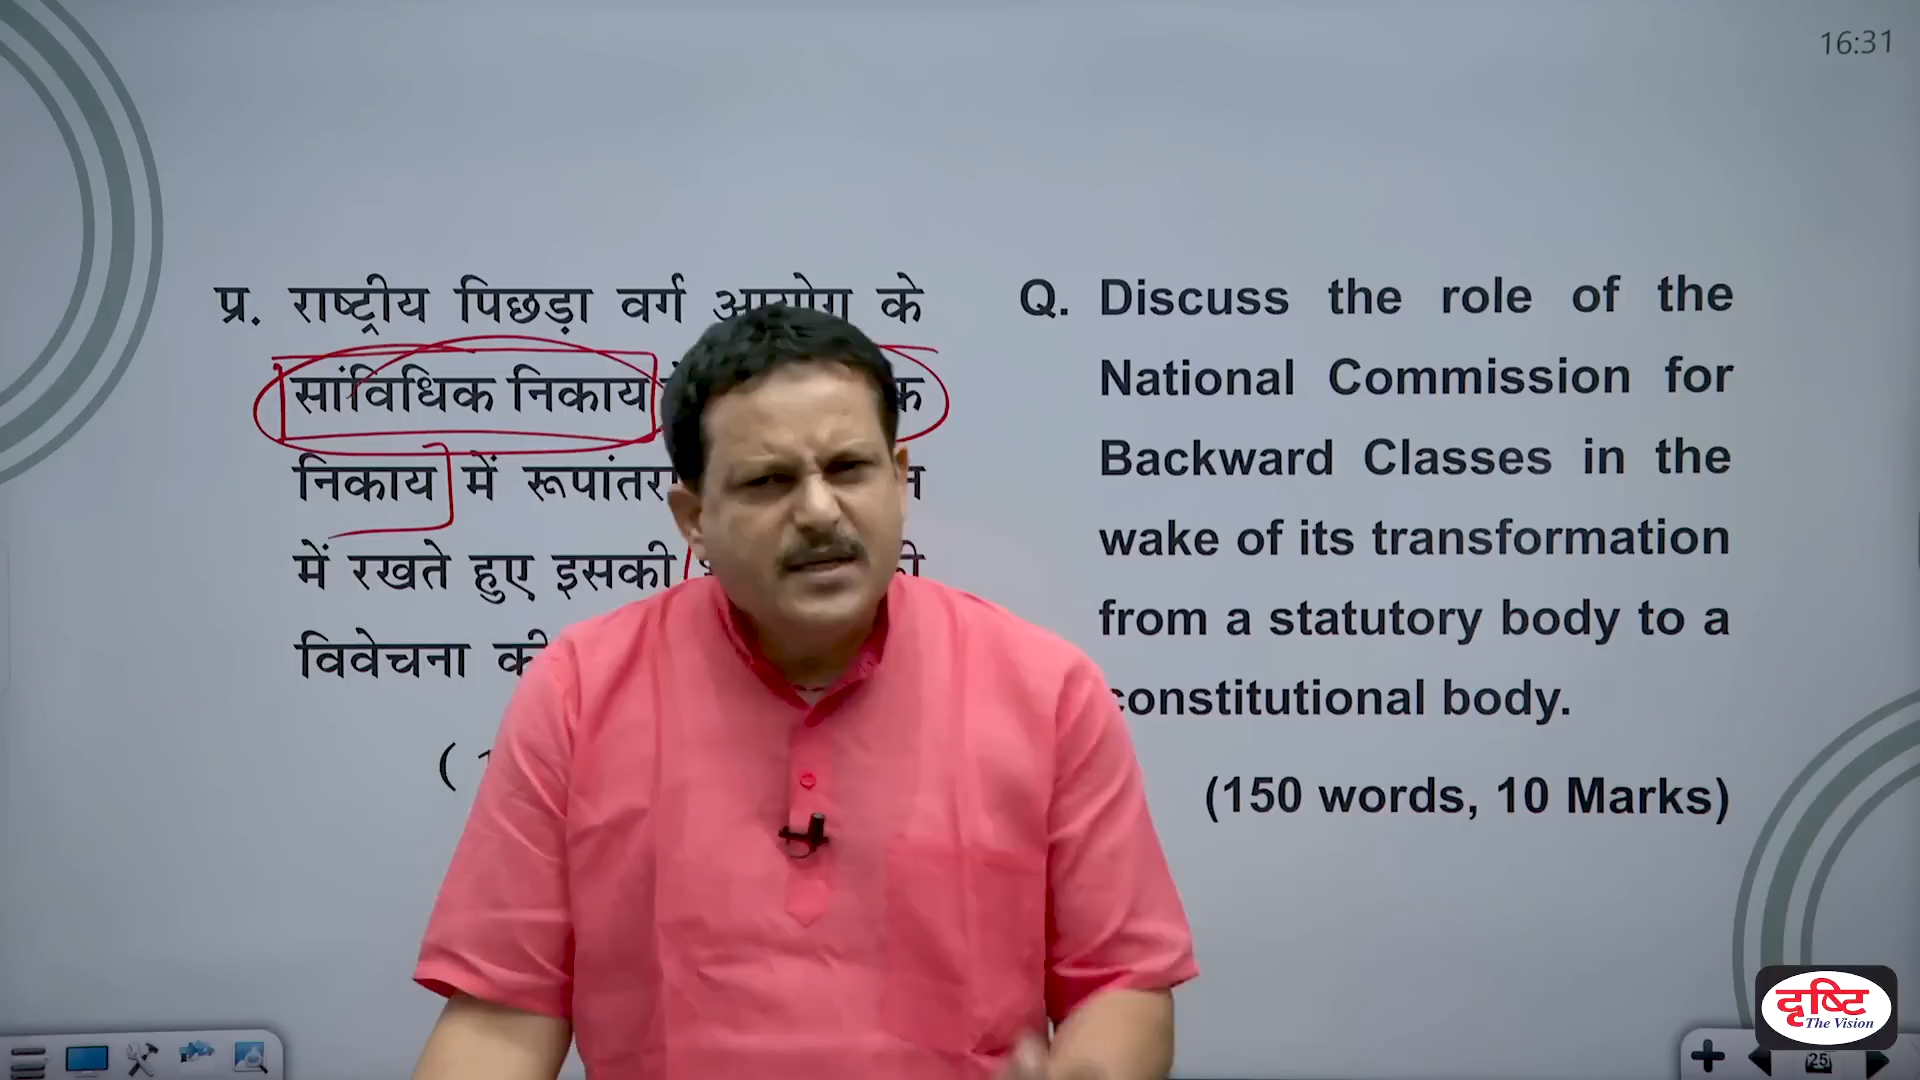 16:31
प्र. राष्ट्रीय पिछड़ा वर्ग आयोग के
सांविधिक निकाय
निकाय में
में रखते हुए इसकी
विवेचना
Q. Discuss the role of the
National Commission for
Backward Classes in the
wake of its transformation
from a statutory body to a
constitutional body.
(150 words, 10 Marks)
दृष्टि
The Vision
25